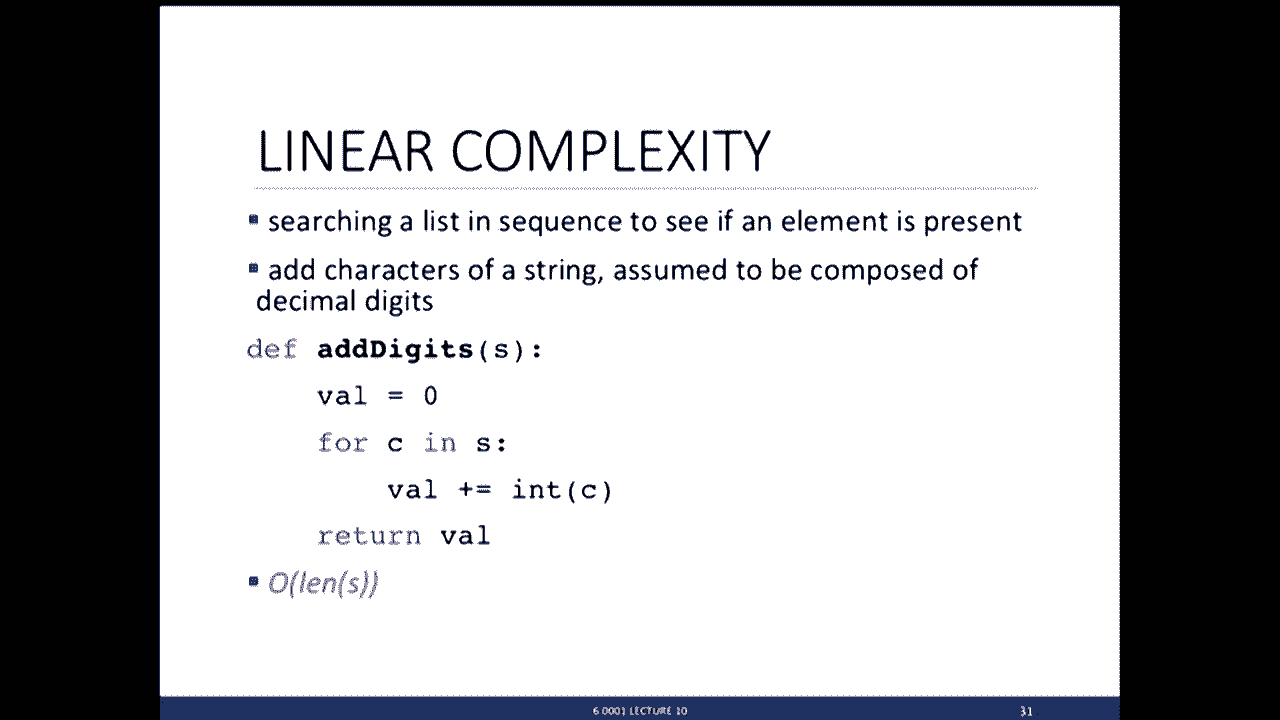 LINEAR COMPLEXITY
▪ searching a list in sequence to see if an element is present
▪ add characters of a string, assumed to be composed of
decimal digits
def addDigits(s):
    val = 0
    for c in s:
        val += int(c)
    return val
▪ O(len(s))
6.0001 LECTURE 10
31